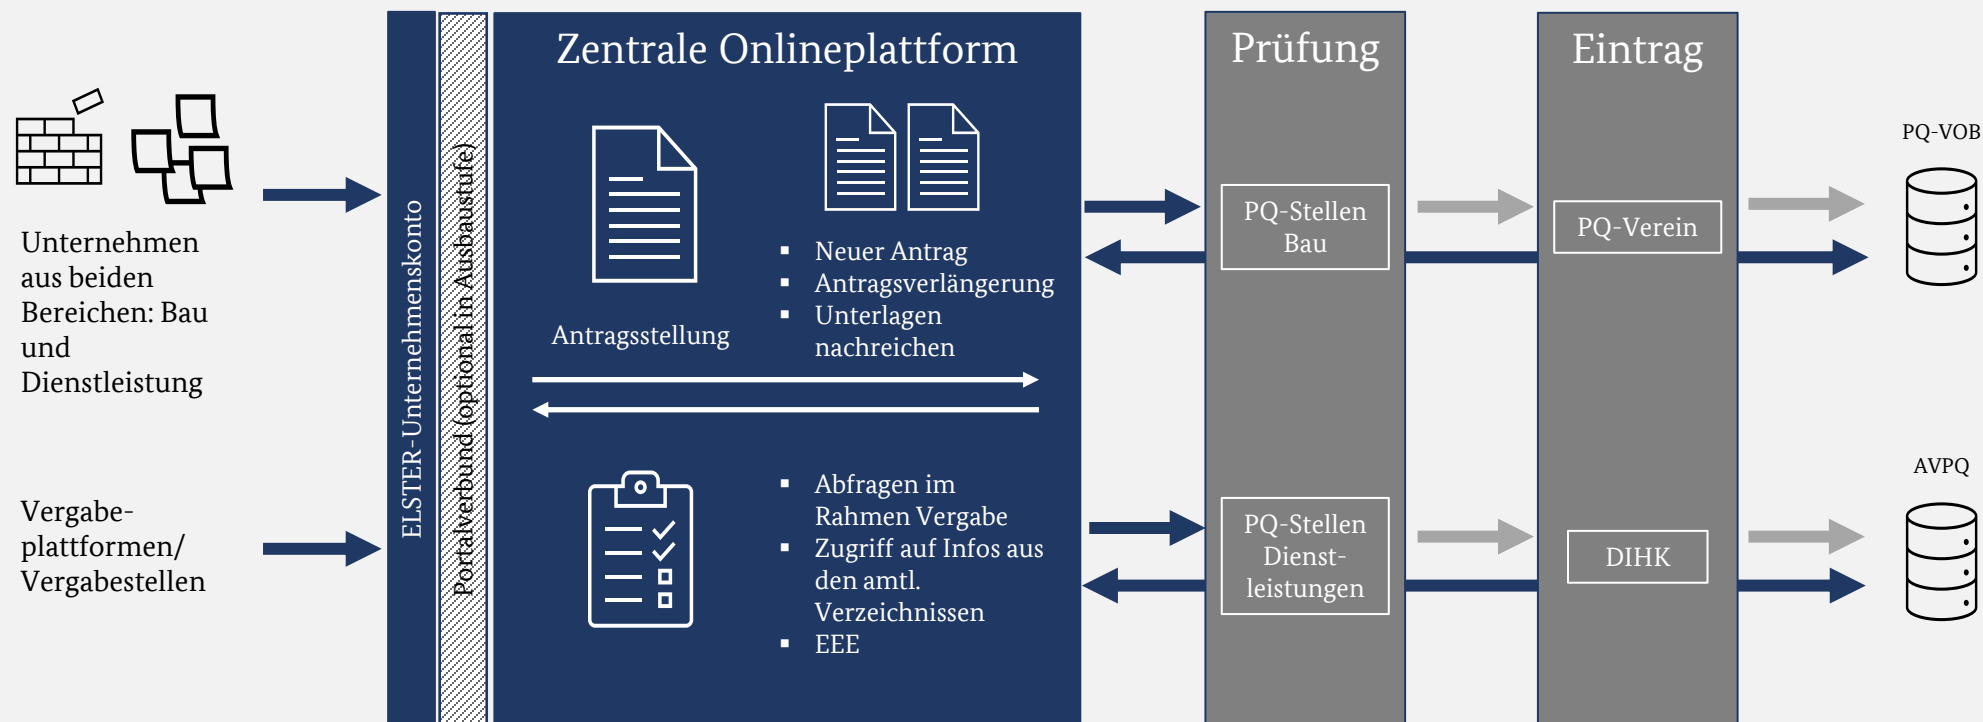 Unternehmen
aus beiden
Bereichen: Bau
und
Dienstleistung
Vergabe-
plattformen/
Vergabestellen
ELSTER-Unternehmenskonto
Portalverbund (optional in Ausbaustufe)
Zentrale Onlineplattform
Antragsstellung
▪ Neuer Antrag
▪ Antragsverlängerung
▪ Unterlagen
nachreichen
▪ Abfragen im
Rahmen Vergabe
▪ Zugriff auf Infos aus
den amtl.
Verzeichnissen
▪ EEE
Prüfung
PQ-Stellen
Bau
PQ-Stellen
Dienst-
leistungen
Eintrag
PQ-Verein
DIHK
PQ-VOB
AVPQ